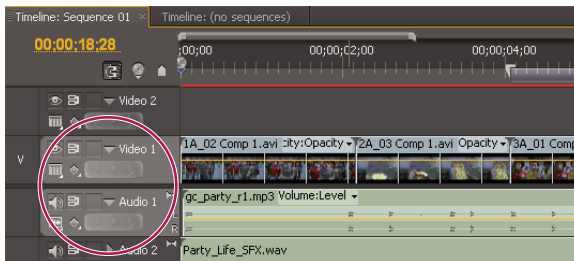 Timeline: Sequence 01 × Timeline: (no sequences)
00;00;18;28
;00;00 00;00;02;00 00;00;04;00
Video 2
V Video 1 1A_02 Comp 1.avi city:Opacity 2A_03 Comp 1.avi Opacity 3A_01 Comp
Audio 1 gc_party_r1.mp3 Volume:Level
L
R
Audio 2 Party_Life_SFX.wav